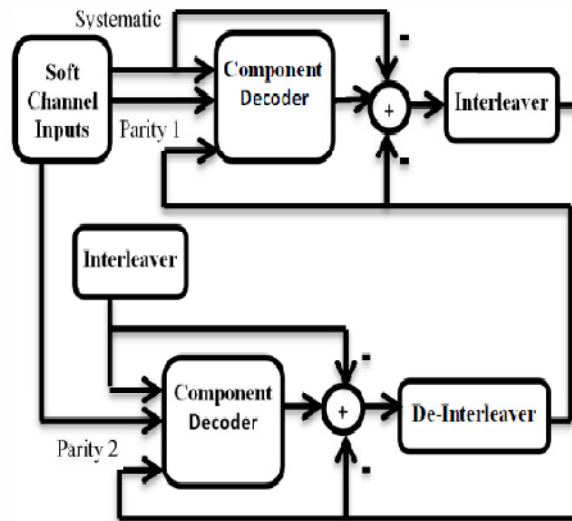 Systematic
Soft
Channel
Inputs
Component
Decoder
-
+
Interleaver
Parity 1
-
Interleaver
-
Component
Decoder
+
De-Interleaver
Parity 2
-